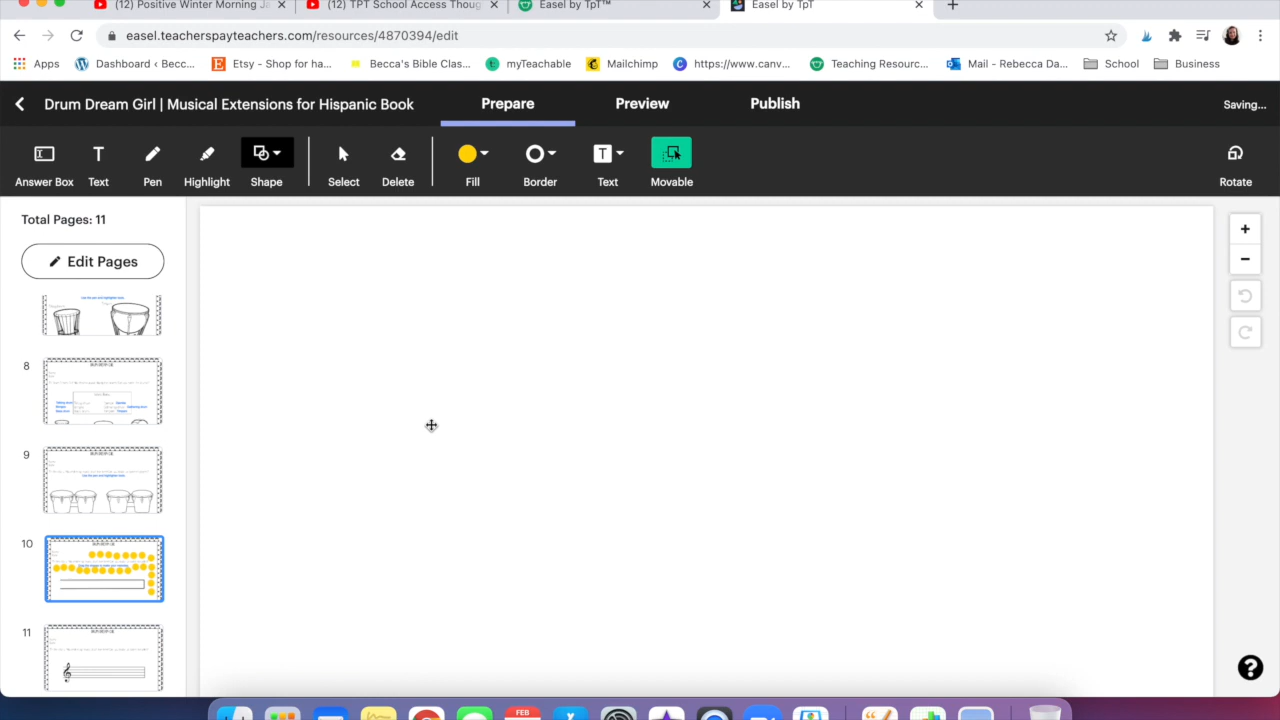 (12) Positive Winter Morning Ja
(12) TPT School Access Thoug
Easel by TpT™
Easel by TpT
easel.teacherspayteachers.com/resources/4870394/edit
Apps
Dashboard ‹ Becc...
Etsy - Shop for ha...
Becca's Bible Clas...
myTeachable
Mailchimp
https://www.canv...
Teaching Resourc...
Mail - Rebecca Da...
School
Business
Drum Dream Girl | Musical Extensions for Hispanic Book
Prepare
Preview
Publish
Saving...
Answer Box
Text
Pen
Highlight
Shape
Select
Delete
Fill
Border
Text
Movable
Rotate
Total Pages: 11
Edit Pages
8
9
10
11
FEB